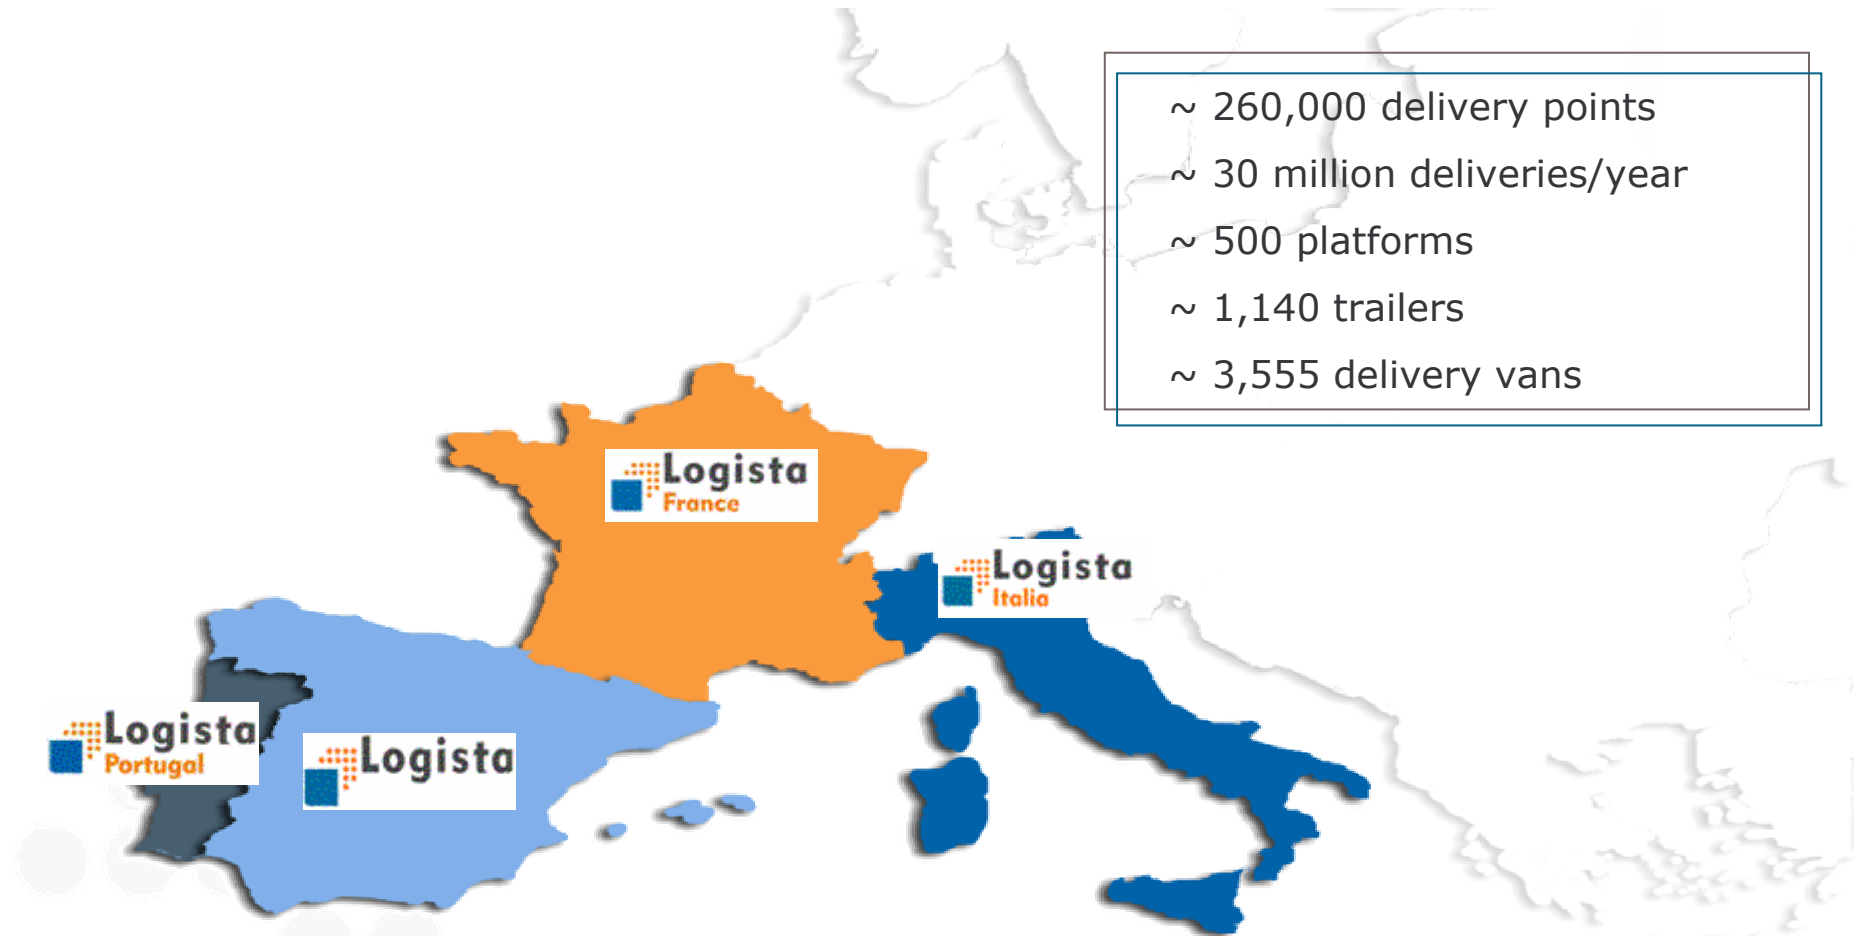 ~ 260,000 delivery points
~ 30 million deliveries/year
~ 500 platforms
~ 1,140 trailers
~ 3,555 delivery vans
Logista
France
Logista
Italia
Logista
Portugal
Logista